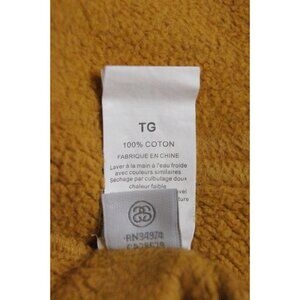 TG
100% COTON
FABRIQUE EN CHINE
Laver à la main à l'eau froide
avec couleurs similaires
Séchage par culbutage doux
chaleur faible
RN94974